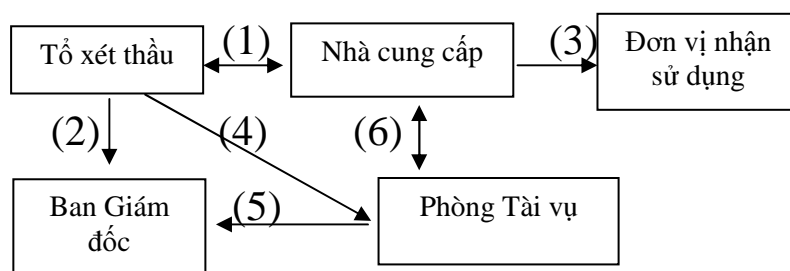 Tổ xét thầu
(1)
Nhà cung cấp
(3)
Đơn vị nhận
sử dụng
(2)
(4)
(6)
Ban Giám
đốc
(5)
Phòng Tài vụ